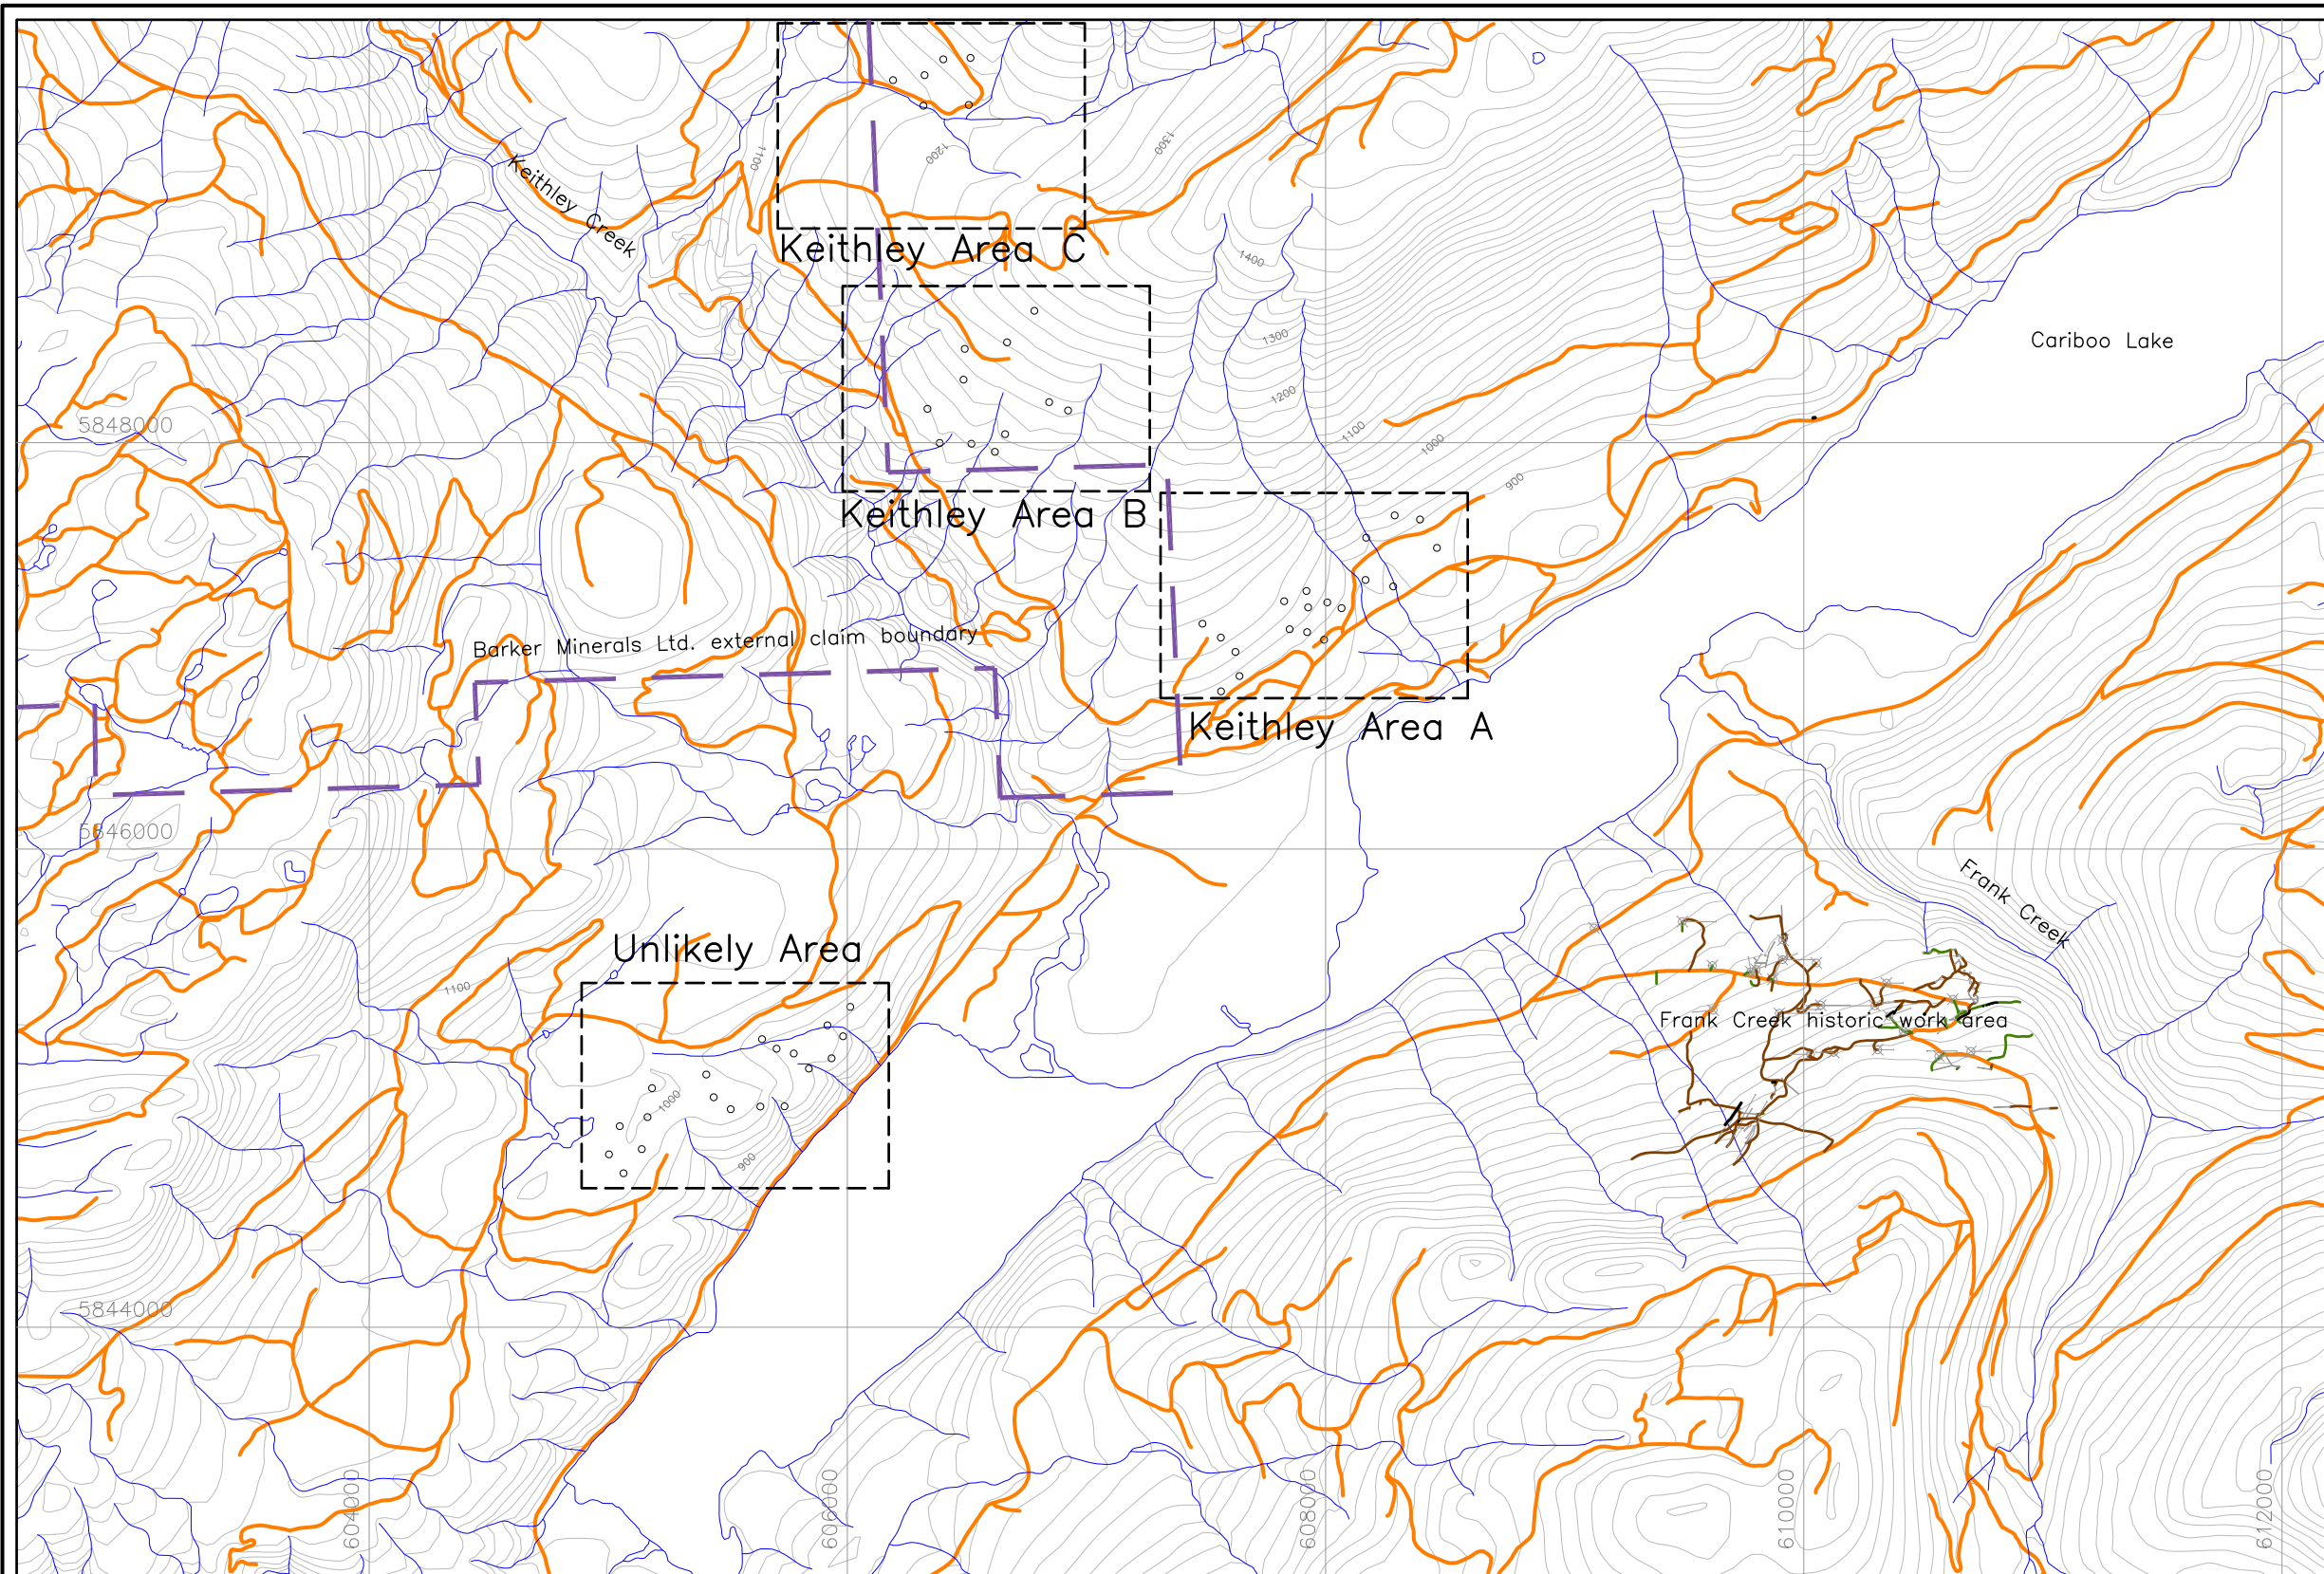 Keithley Creek
1100
1200
1300
Keithley Area C
1400
1300
Cariboo Lake
1200
5848000
1100
1000
900
Keithley Area B
Barker Minerals Ltd. external claim boundary
Keithley Area A
5846000
Frank Creek
Unlikely Area
1100
Frank Creek historic work area
1000
900
5844000
604000
606000
608000
610000
612000